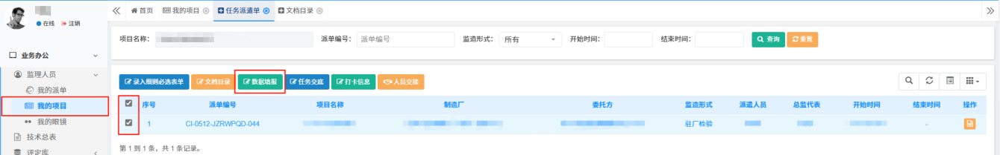 首页 我的项目 任务派遣单 文档目录
在线 注销
项目名称： 派单编号： 派单编号 监造形式： 所有 开始时间： 结束时间： 查询 重置
业务办公
监理人员
我的派单
我的项目
我的眼镜
技术总表
评定库
录入细则必选表单 文档目录 数据填报 任务交底 打卡信息 人员交接
序号 派单编号 项目名称 制造厂 委托方 监造形式 派遣人员 总监代表 开始时间 结束时间 操作
1 CI-0512-JZRWPQD-044 驻厂检验 -
第 1 到 1 条，共 1 条记录。